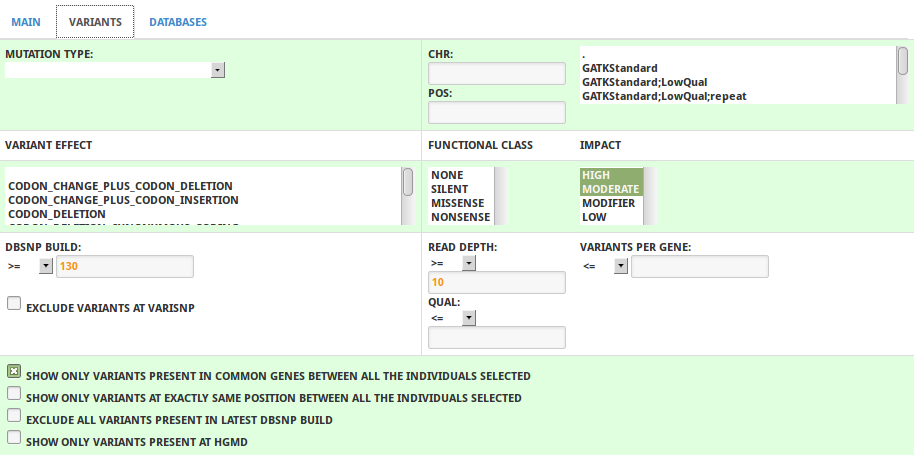 MAIN VARIANTS DATABASES
MUTATION TYPE:
CHR:
POS:
.
GATKStandard
GATKStandard;LowQual
GATKStandard;LowQual;repeat
VARIANT EFFECT
FUNCTIONAL CLASS
IMPACT
CODON_CHANGE_PLUS_CODON_DELETION
CODON_CHANGE_PLUS_CODON_INSERTION
CODON_DELETION
NONE
SILENT
MISSENSE
NONSENSE
HIGH
MODERATE
MODIFIER
LOW
DBSNP BUILD:
>= 130
EXCLUDE VARIANTS AT VARISNP
READ DEPTH:
>=
10
QUAL:
<=
VARIANTS PER GENE:
<=
SHOW ONLY VARIANTS PRESENT IN COMMON GENES BETWEEN ALL THE INDIVIDUALS SELECTED
SHOW ONLY VARIANTS AT EXACTLY SAME POSITION BETWEEN ALL THE INDIVIDUALS SELECTED
EXCLUDE ALL VARIANTS PRESENT IN LATEST DBSNP BUILD
SHOW ONLY VARIANTS PRESENT AT HGMD